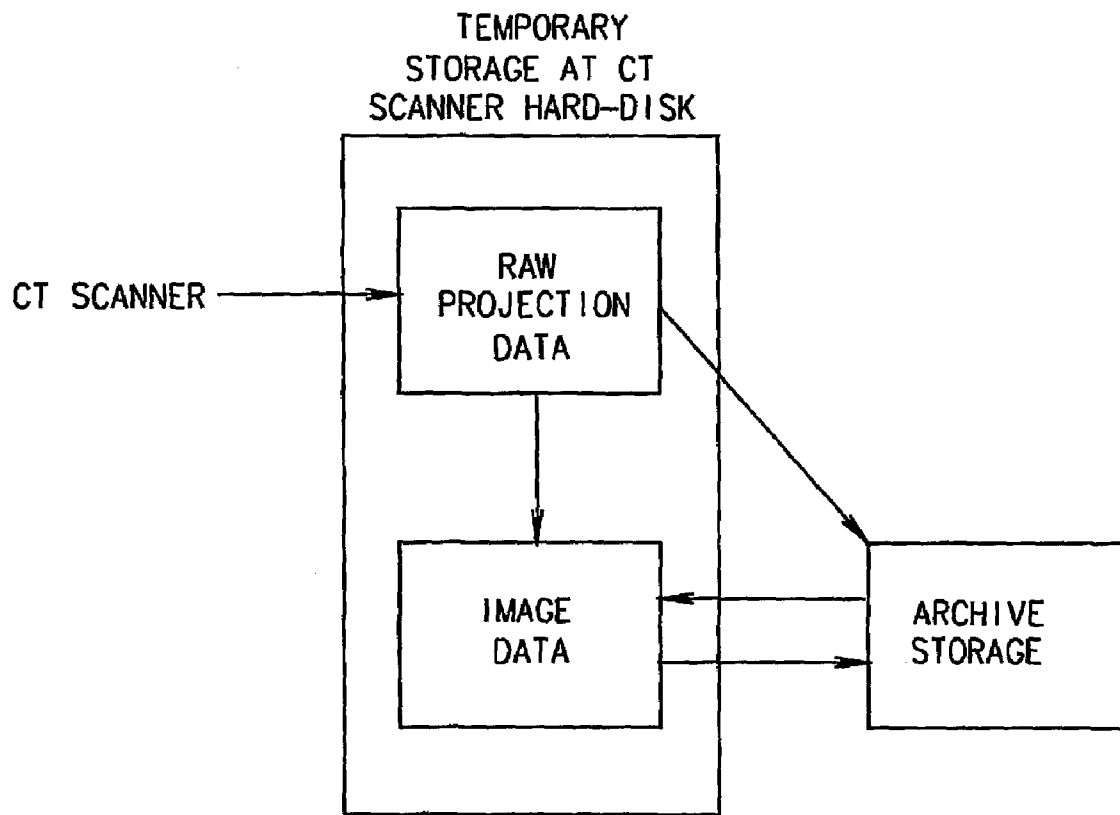 TEMPORARY
STORAGE AT CT
SCANNER HARD-DISK
CT SCANNER
RAW
PROJECTION
DATA
IMAGE
DATA
ARCHIVE
STORAGE